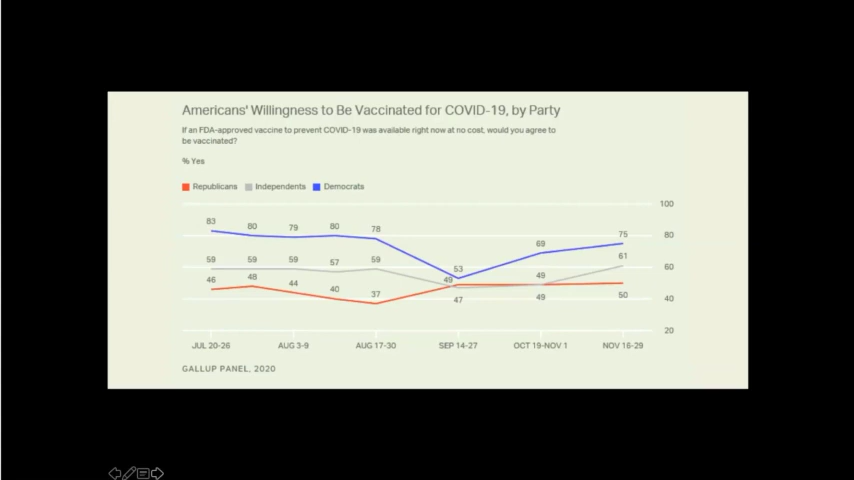 Americans' Willingness to Be Vaccinated for COVID-19, by Party
If an FDA-approved vaccine to prevent COVID-19 was available right now at no cost, would you agree to
be vaccinated?
% Yes
Republicans Independents Democrats
100
83 80 79 80 78 53 69 75
80
59 59 59 57 59 47 49 61
60
46 48 44 40 37 49 49 50
40
20
JUL 20-26 AUG 3-9 AUG 17-30 SEP 14-27 OCT 19-NOV 1 NOV 16-29
GALLUP PANEL, 2020